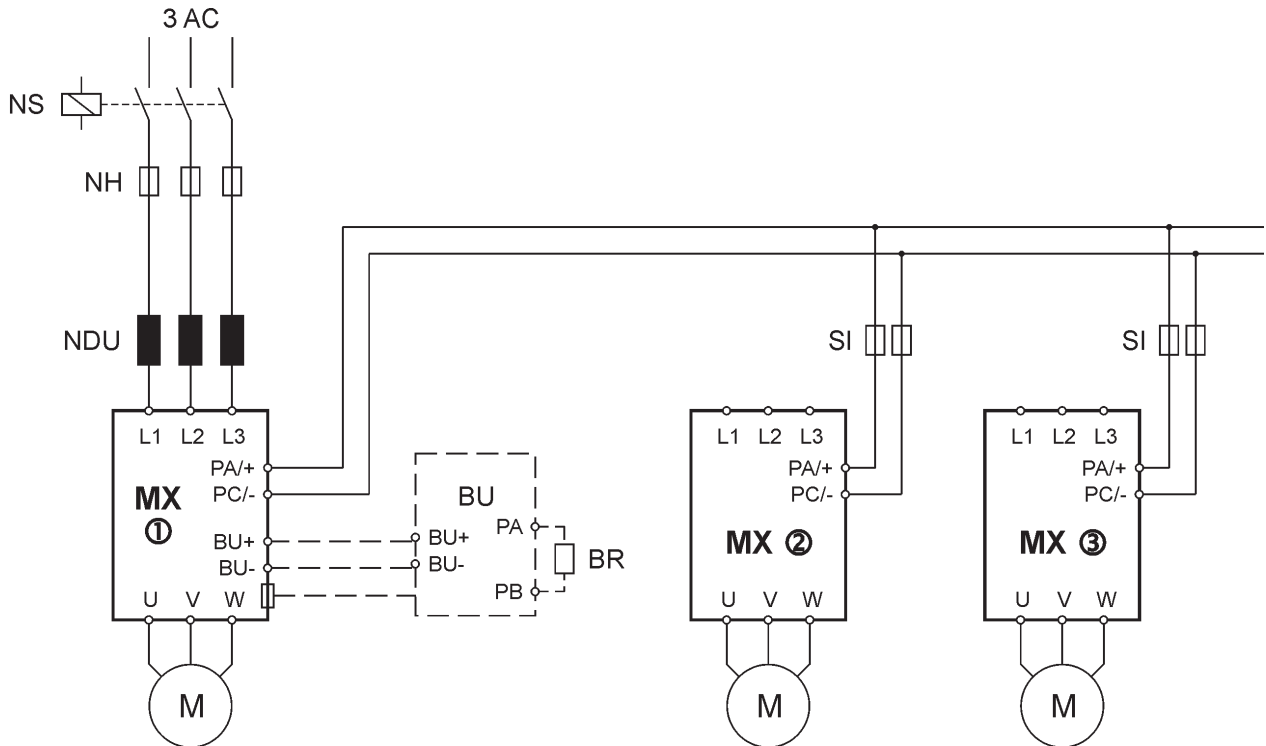 3 AC
NS
NH
NDU
SI
SI
L1 L2 L3
L1 L2 L3
L1 L2 L3
PA/+
PC/-
MX
①
BU+
BU-
U V W
M
BU
BU+
BU-
PA
PB
BR
PA/+
PC/-
MX ②
U V W
M
PA/+
PC/-
MX ③
U V W
M